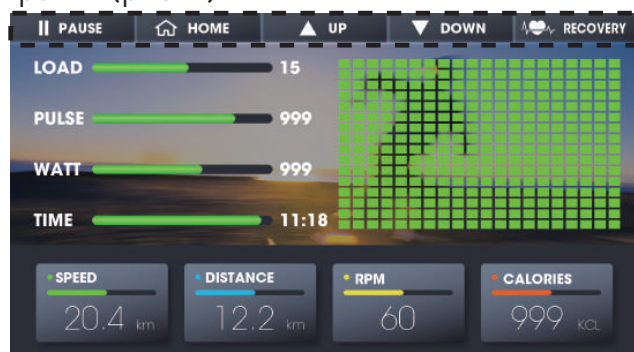 PAUSE HOME UP DOWN RECOVERY
LOAD 15
PULSE 999
WATT 999
TIME 11:18
SPEED DISTANCE RPM CALORIES
20.4 km 12.2 km 60 999 KCL